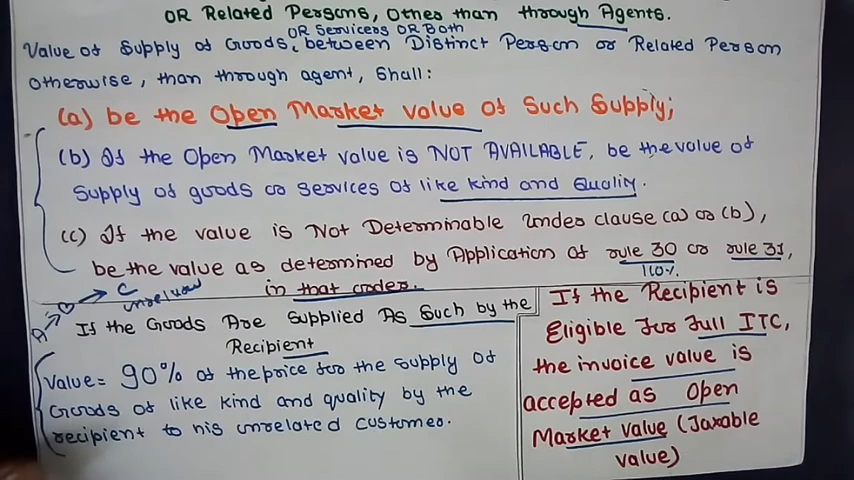 OR Related Persons, Other than through Agents.
OR Services OR Both
Value of Supply of Goods, between Distinct Person or Related Person
otherwise, than through agent, Shall:
(a) be the Open Market value of Such Supply;
(b) If the Open Market value is NOT AVAILABLE, be the value of
Supply of goods or services of like kind and Quality.
(c) If the value is Not Determinable Under clause (a) or (b),
be the value as determined by Application of rule 30 or rule 31,
110%
in that order.
A → B → C
unrelated
If the Goods Are Supplied As Such by the
Recipient
Value = 90% of the price for the supply of
Goods of like kind and quality by the
recipient to his unrelated customer.
If the Recipient is
Eligible for full ITC,
the invoice value is
accepted as Open
Market value (Taxable
value)